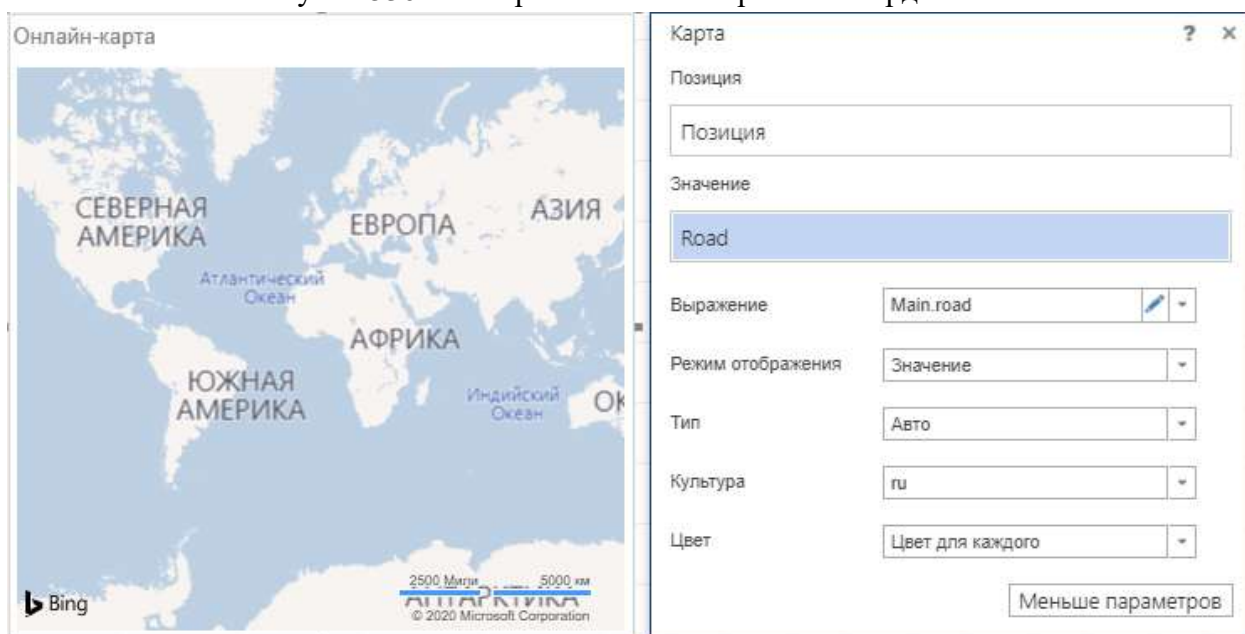 Онлайн-карта
СЕВЕРНАЯ
АМЕРИКА
ЕВРОПА
АЗИЯ
Атлантический
Океан
АФРИКА
ЮЖНАЯ
АМЕРИКА
Индийский
Океан
ОК
2500 Мили 5000 км
АНТАРКТИКА
Bing
© 2020 Microsoft Corporation
Карта ? ×
Позиция
Позиция
Значение
Road
Выражение Main.road
Режим отображения Значение
Тип Авто
Культура ru
Цвет Цвет для каждого
Меньше параметров